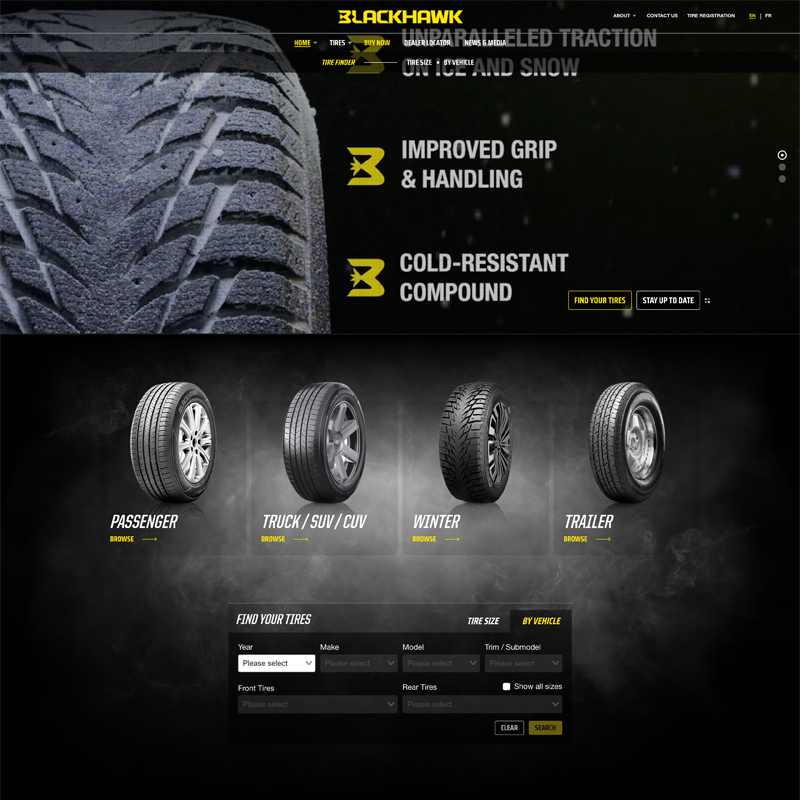 BLACKHAWK
ABOUT
CONTACT US
TIRE REGISTRATION
EN | FR
HOME
TIRES
BUY NOW
DEALER LOCATOR
NEWS & MEDIA
TIRE FINDER
TIRE SIZE
BY VEHICLE
UNPARALLELED TRACTION
ON ICE AND SNOW
IMPROVED GRIP
& HANDLING
COLD-RESISTANT
COMPOUND
FIND YOUR TIRES
STAY UP TO DATE
PASSENGER
BROWSE
TRUCK / SUV / CUV
BROWSE
WINTER
BROWSE
TRAILER
BROWSE
FIND YOUR TIRES
TIRE SIZE
BY VEHICLE
Year
Make
Model
Trim / Submodel
Please select
Please select
Please select
Please select
Front Tires
Rear Tires
Show all sizes
Please select
Please select
CLEAR
SEARCH